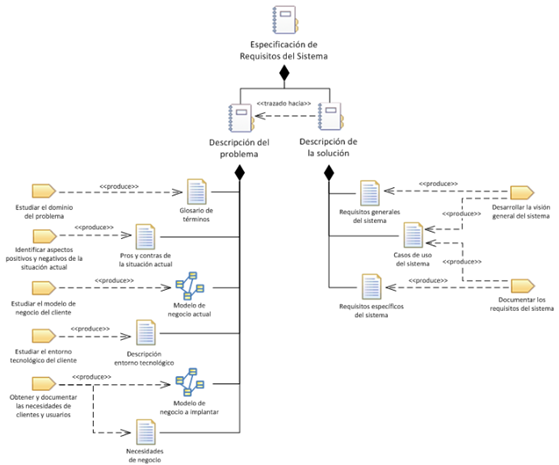 Especificación de
Requisitos del Sistema
<<trazado hacia>>
Descripción del
problema
Descripción de
la solución
<<produce>>
Estudiar el dominio
del problema
Glosario de
términos
<<produce>>
Identificar aspectos
positivos y negativos de la
situación actual
Pros y contras de
la situación actual
<<produce>>
Estudiar el modelo de
negocio del cliente
Modelo de
negocio actual
<<produce>>
Estudiar el entorno
tecnológico del cliente
Descripción
entorno tecnológico
<<produce>>
Obtener y documentar
las necesidades de
clientes y usuarios
Modelo de
negocio a implantar
Necesidades
de negocio
<<produce>>
Requisitos generales
del sistema
Desarrollar la visión
general del sistema
<<produce>>
Casos de uso
del sistema
<<produce>>
<<produce>>
Requisitos específicos
del sistema
Documentar los
requisitos del sistema